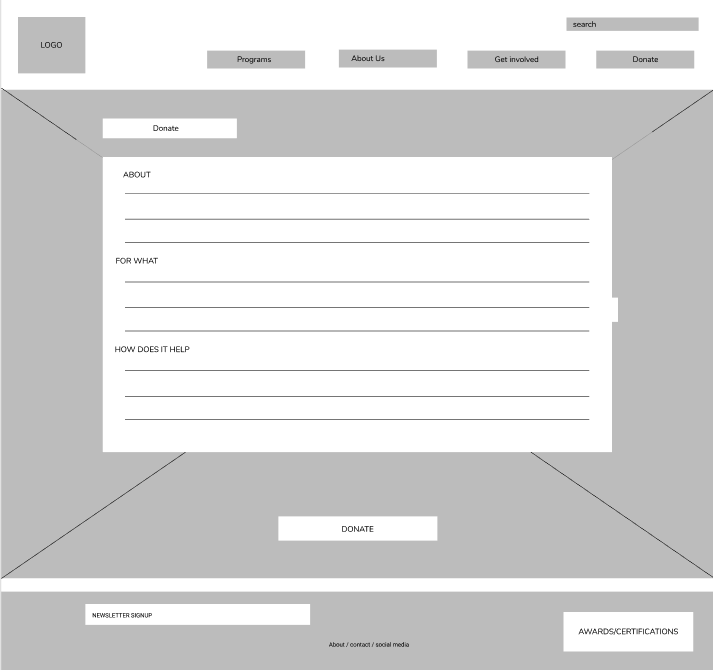 LOGO
search
Programs
About Us
Get involved
Donate
Donate
ABOUT
FOR WHAT
HOW DOES IT HELP
DONATE
NEWSLETTER SIGNUP
About / contact / social media
AWARDS/CERTIFICATIONS